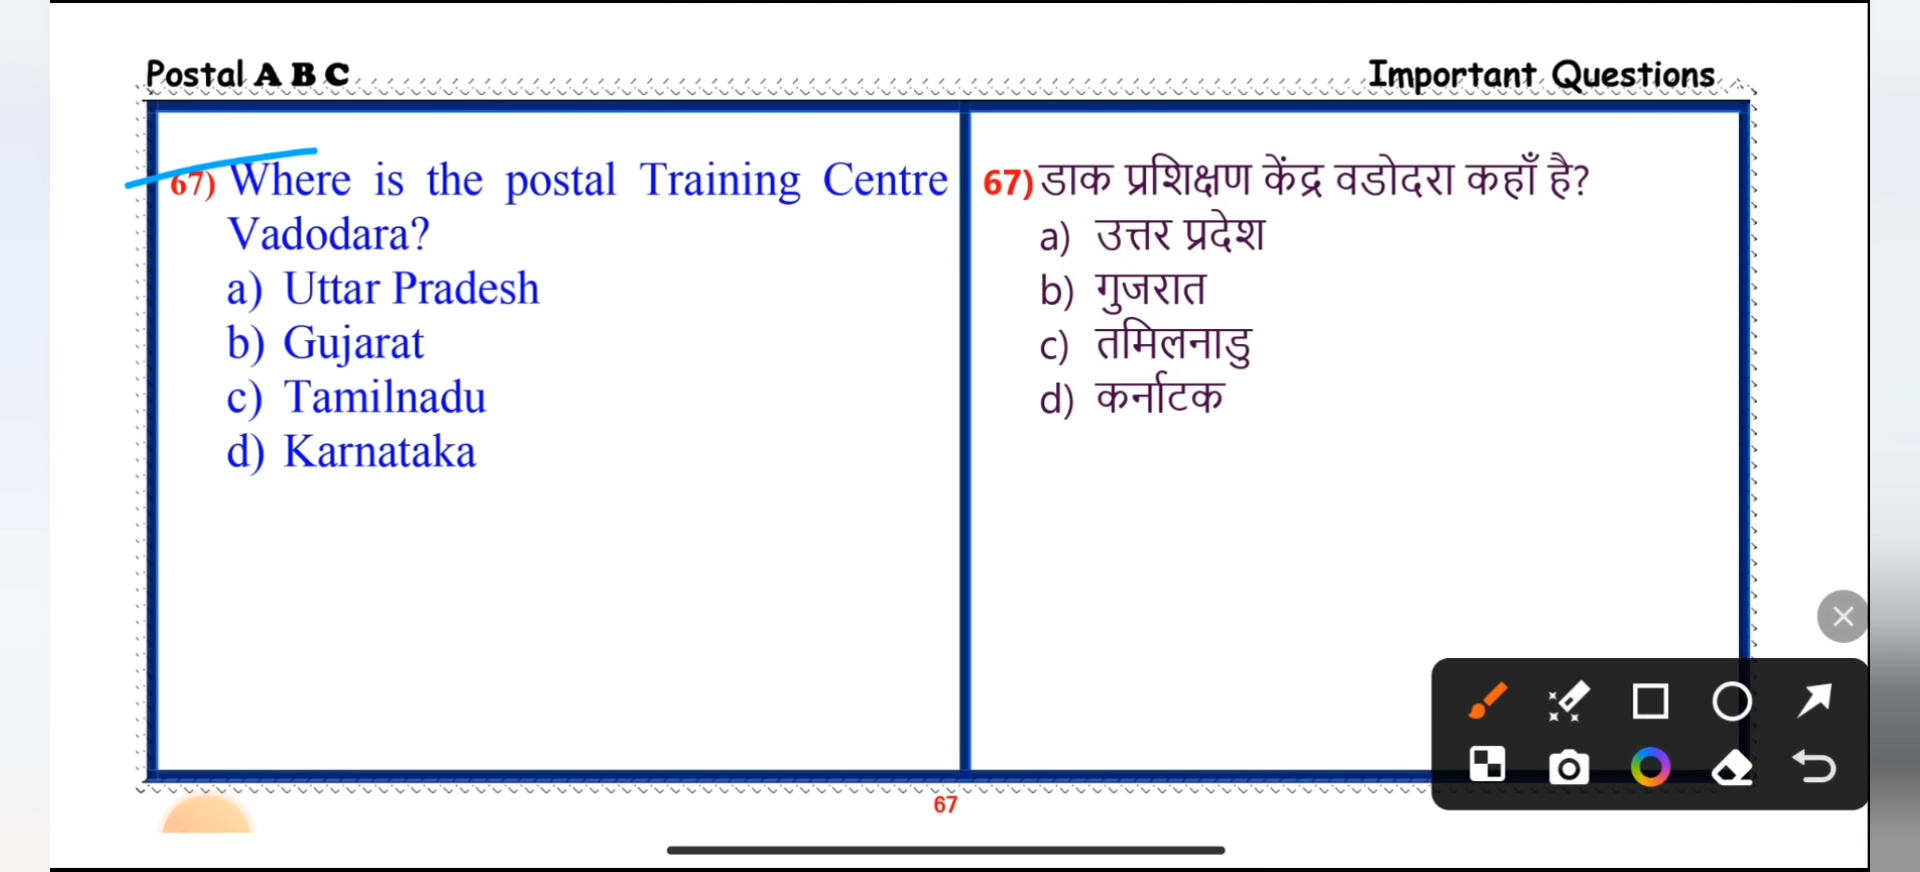 Postal A B C
Important Questions
67) Where is the postal Training Centre
Vadodara?
a) Uttar Pradesh
b) Gujarat
c) Tamilnadu
d) Karnataka
67) डाक प्रशिक्षण केंद्र वडोदरा कहाँ है?
a) उत्तर प्रदेश
b) गुजरात
c) तमिलनाडु
d) कर्नाटक
67